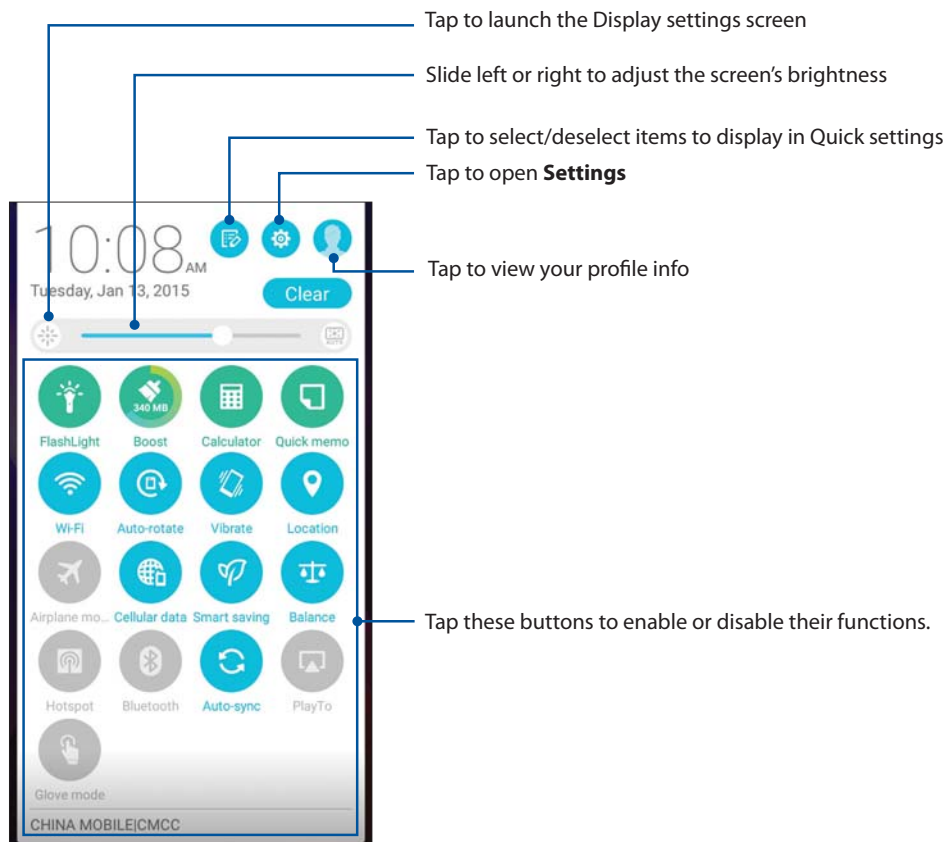 Tap to launch the Display settings screen
Slide left or right to adjust the screen’s brightness
Tap to select/deselect items to display in Quick settings
Tap to open Settings
10:08 AM
Tuesday, Jan 13, 2015
Clear
Tap to view your profile info
AUTO
340 MB
FlashLight Boost Calculator Quick memo
Wi-Fi Auto-rotate Vibrate Location
Airplane mo... Cellular data Smart saving Balance
Tap these buttons to enable or disable their functions.
Hotspot Bluetooth Auto-sync PlayTo
Glove mode
CHINA MOBILE|CMCC